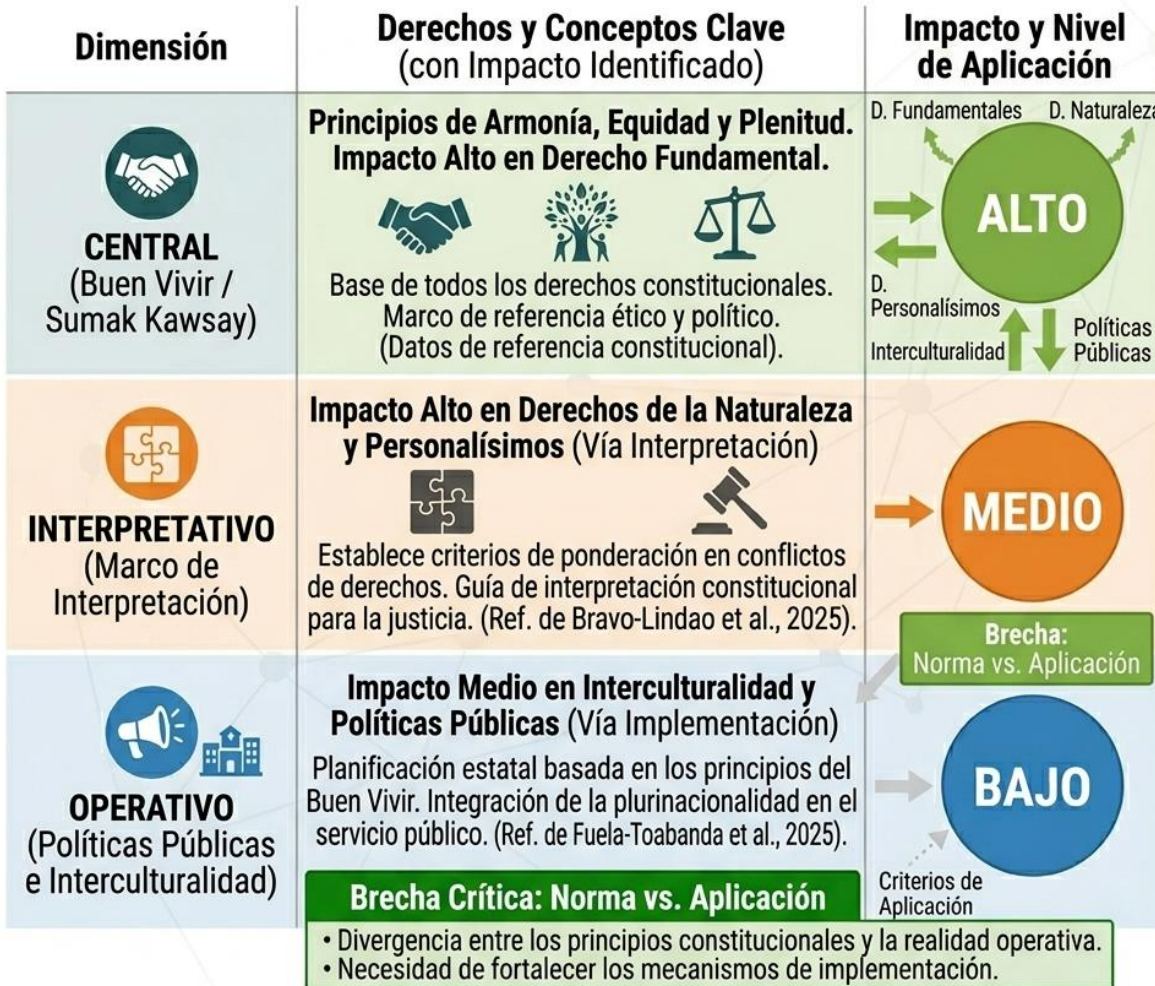 Dimensión
Derechos y Conceptos Clave
(con Impacto Identificado)
Impacto y Nivel
de Aplicación
CENTRAL
(Buen Vivir /
Sumak Kawsay)
Principios de Armonía, Equidad y Plenitud.
Impacto Alto en Derecho Fundamental.
Base de todos los derechos constitucionales.
Marco de referencia ético y político.
(Datos de referencia constitucional).
D. Fundamentales
D. Naturaleza
ALTO
D.
Personalísimos
Interculturalidad
Políticas
Públicas
INTERPRETATIVO
(Marco de
Interpretación)
Impacto Alto en Derechos de la Naturaleza
y Personalísimos (Vía Interpretación)
Establece criterios de ponderación en conflictos
de derechos. Guía de interpretación constitucional
para la justicia. (Ref. de Bravo-Lindao et al., 2025).
MEDIO
Brecha:
Norma vs. Aplicación
OPERATIVO
(Políticas Públicas
e Interculturalidad)
Impacto Medio en Interculturalidad y
Políticas Públicas (Vía Implementación)
Planificación estatal basada en los principios del
Buen Vivir. Integración de la plurinacionalidad en el
servicio público. (Ref. de Fuela-Toabanda et al., 2025).
BAJO
Criterios de
Aplicación
Brecha Crítica: Norma vs. Aplicación
• Divergencia entre los principios constitucionales y la realidad operativa.
• Necesidad de fortalecer los mecanismos de implementación.